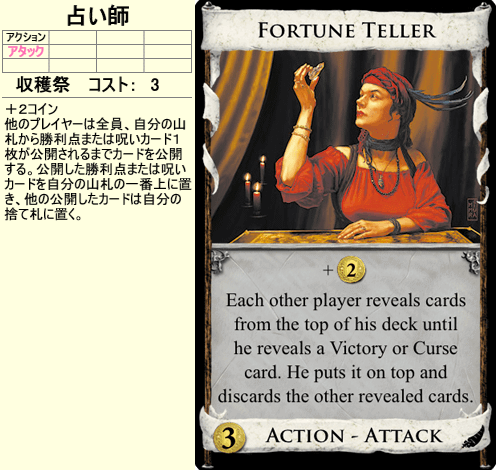 占い師
アクション
アタック
収穫祭 コスト: 3
+2コイン
他のプレイヤーは全員、自分の山
札から勝利点または呪いカード1
枚が公開されるまでカードを公開
する。公開した勝利点または呪い
カードを自分の山札の一番上に置
き、他の公開したカードは自分の
捨て札に置く。
FORTUNE TELLER
+ 2
Each other player reveals cards
from the top of his deck until
he reveals a Victory or Curse
card. He puts it on top and
discards the other revealed cards.
3 ACTION - ATTACK